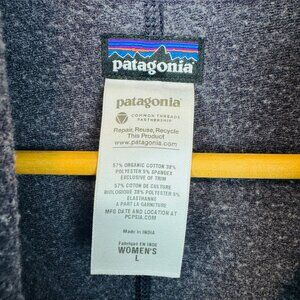 patagonia
patagonia
COMMON THREADS
PARTNERSHIP
Repair, Reuse, Recycle
This Product
www.patagonia.com
57% ORGANIC COTTON 38%
POLYESTER 5% SPANDEX
EXCLUSIVE OF TRIM
57% COTON DE CULTURE
BIOLOGIQUE 38% POLYESTER 5%
ELASTHANNE
A PART LA GARNITURE
MFG DATE AND LOCATION AT
PGPSIA.COM
Made in INDIA
Fabriqué EN INDE
WOMEN'S
L